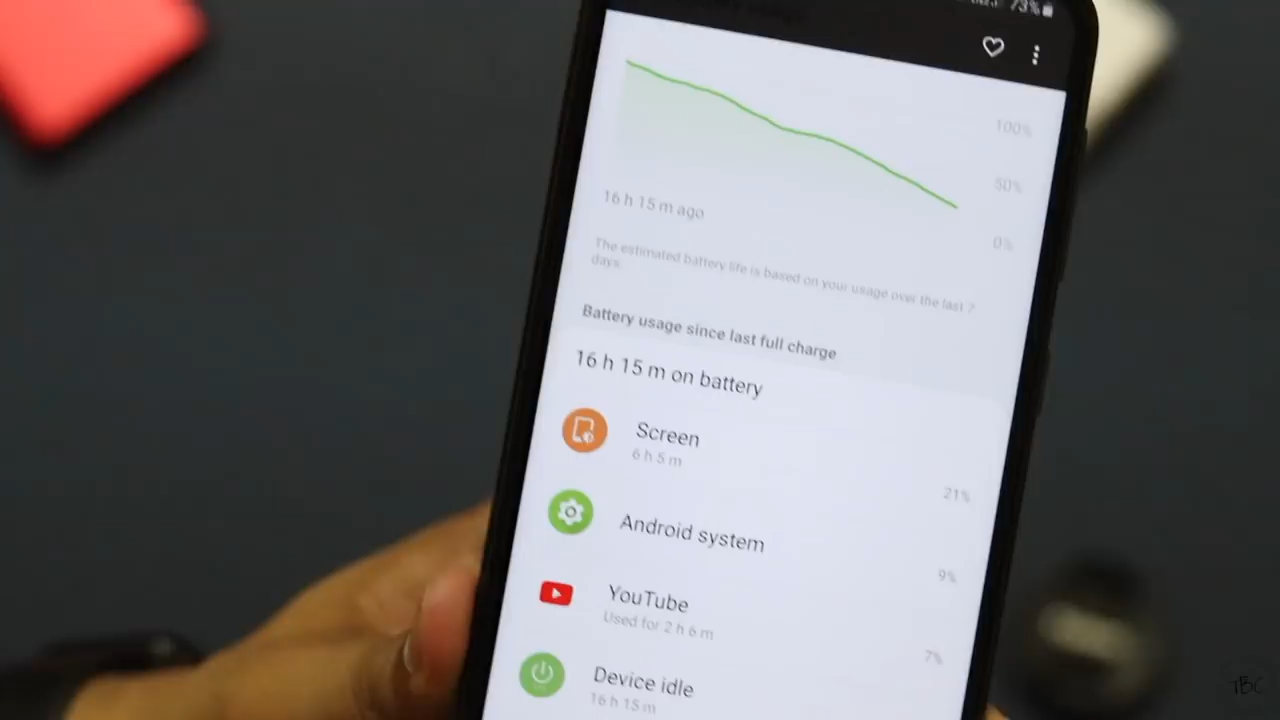 73%
100%
50%
0%
16 h 15 m ago
The estimated battery life is based on your usage over the last 7
days.
Battery usage since last full charge
16 h 15 m on battery
Screen
6 h 5 m
21%
Android system
9%
YouTube
Used for 2 h 6 m
7%
Device idle
16 h 15 m
TBC